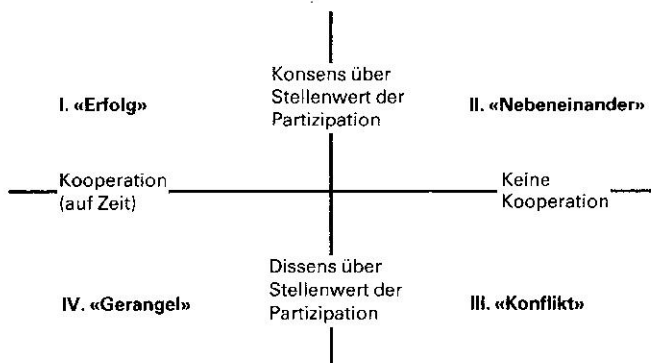 Konsens über
Stellenwert der
Partizipation
I. «Erfolg»
II. «Nebeneinander»
Kooperation
(auf Zeit)
Keine
Kooperation
Dissens über
Stellenwert der
Partizipation
IV. «Gerangel»
III. «Konflikt»